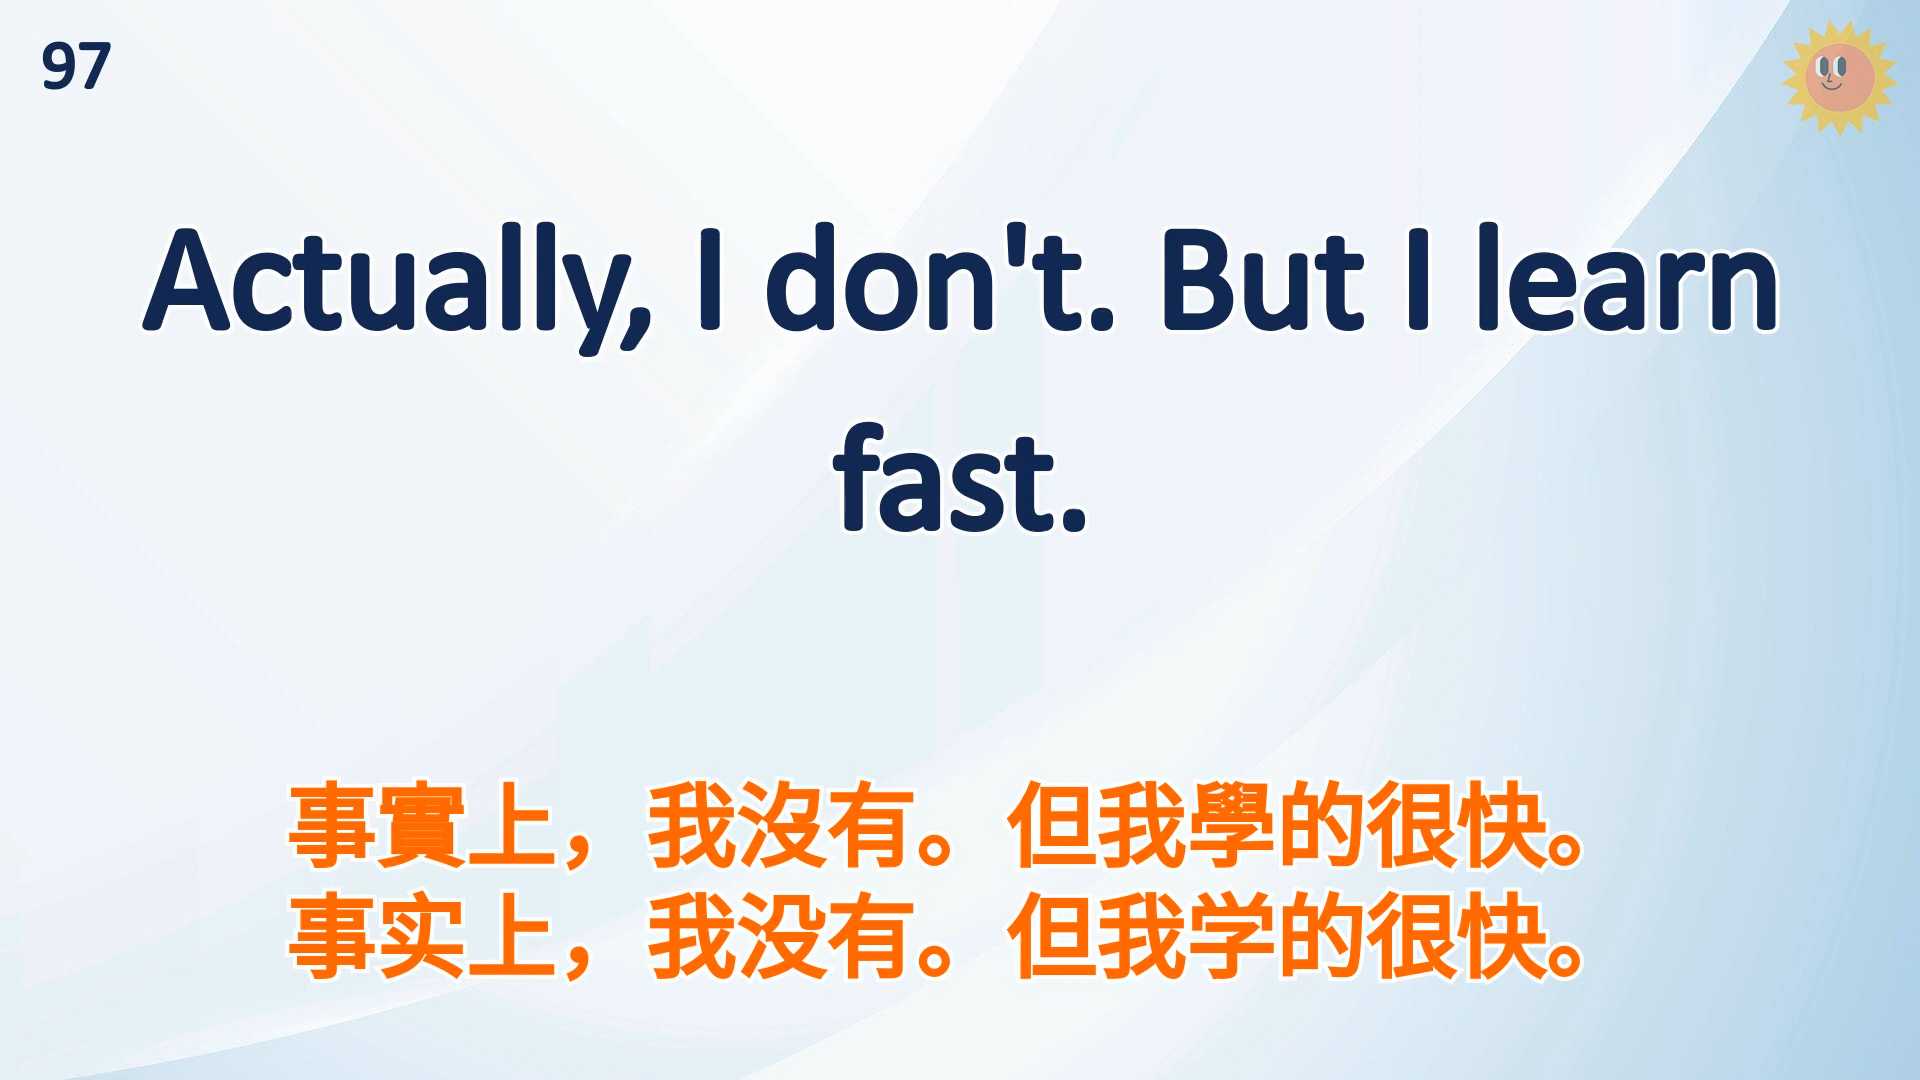 97
Actually, I don't. But I learn
fast.
事實上，我沒有。但我學的很快。
事实上，我没有。但我学的很快。